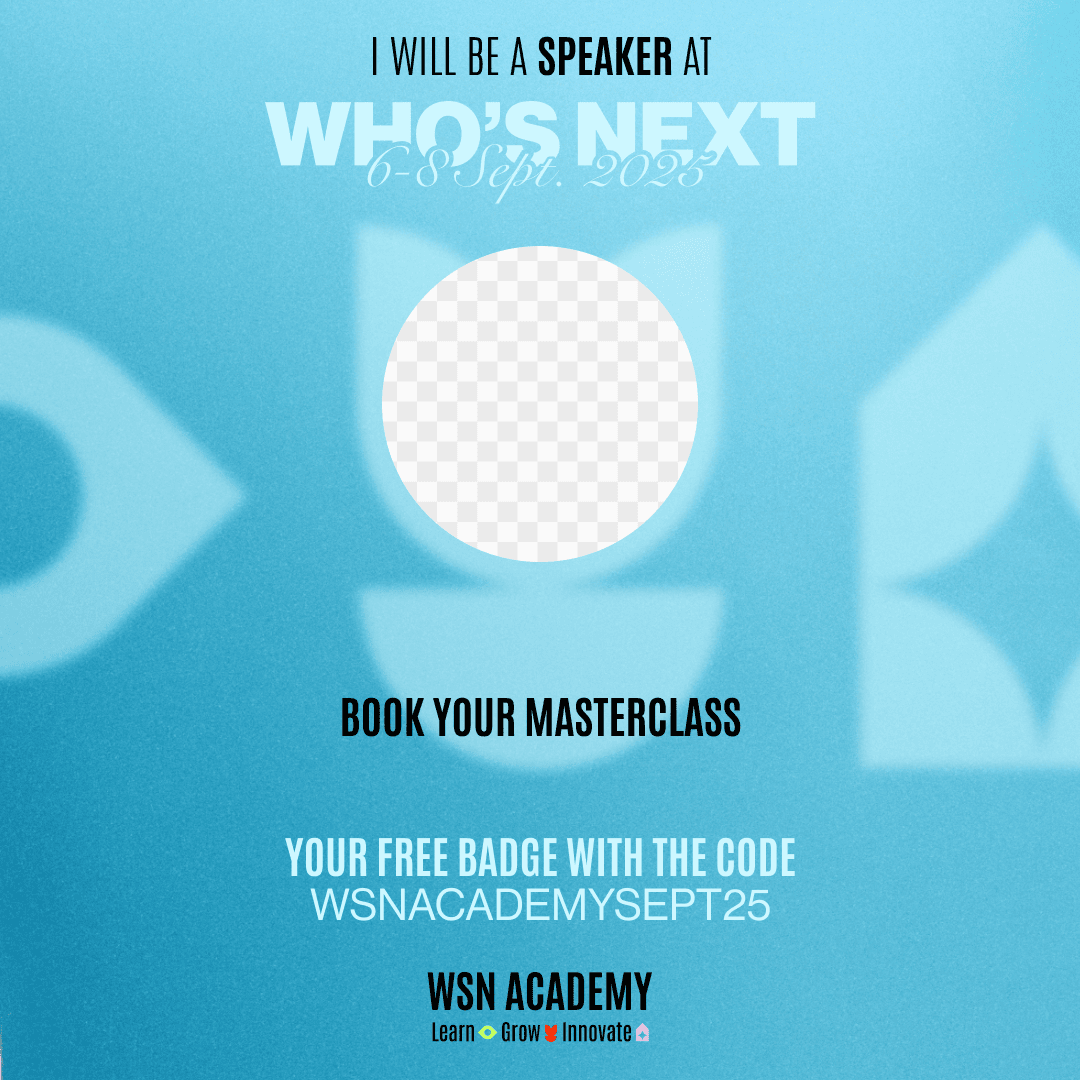 I WILL BE A SPEAKER AT
WHO'S NEXT
6-8 Sept. 2025
BOOK YOUR MASTERCLASS
YOUR FREE BADGE WITH THE CODE
WSNACADEMYSEPT25
WSN ACADEMY
Learn Grow Innovate